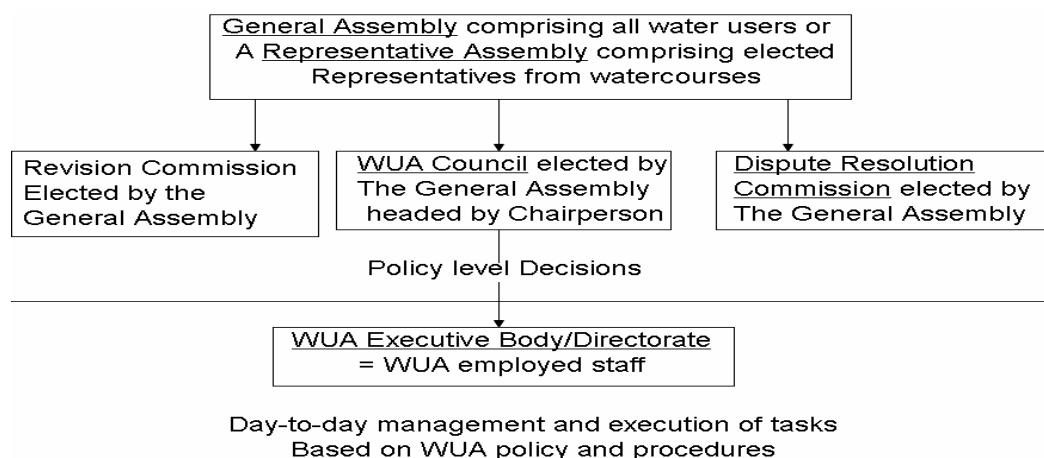 General Assembly comprising all water users or
A Representative Assembly comprising elected
Representatives from watercourses
Revision Commission
Elected by the
General Assembly
WUA Council elected by
The General Assembly
headed by Chairperson
Dispute Resolution
Commission elected by
The General Assembly
Policy level Decisions
WUA Executive Body/Directorate
= WUA employed staff
Day-to-day management and execution of tasks
Based on WUA policy and procedures